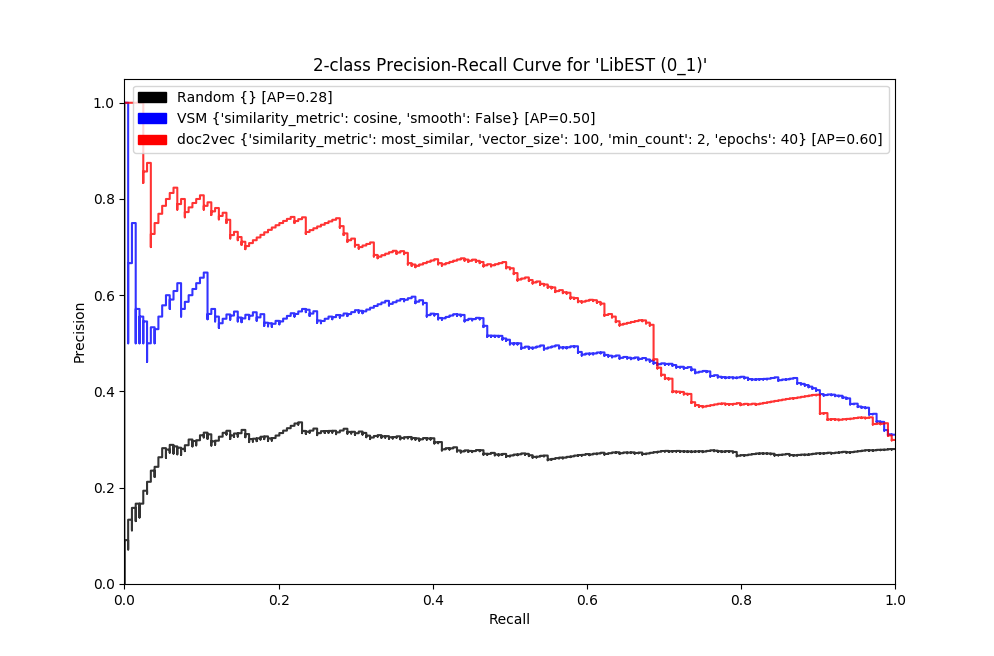 2-class Precision-Recall Curve for 'LibEST (0_1)'
Random {} [AP=0.28]
VSM {'similarity_metric': cosine, 'smooth': False} [AP=0.50]
doc2vec {'similarity_metric': most_similar, 'vector_size': 100, 'min_count': 2, 'epochs': 40} [AP=0.60]
1.0
0.8
0.6
0.4
0.2
0.0
Precision
0.0 0.2 0.4 0.6 0.8 1.0
Recall